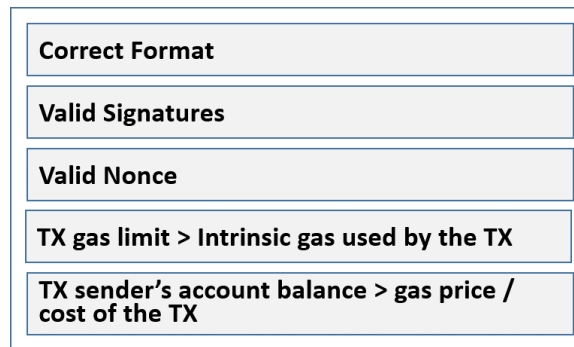 Correct Format
Valid Signatures
Valid Nonce
TX gas limit > Intrinsic gas used by the TX
TX sender’s account balance > gas price /
cost of the TX